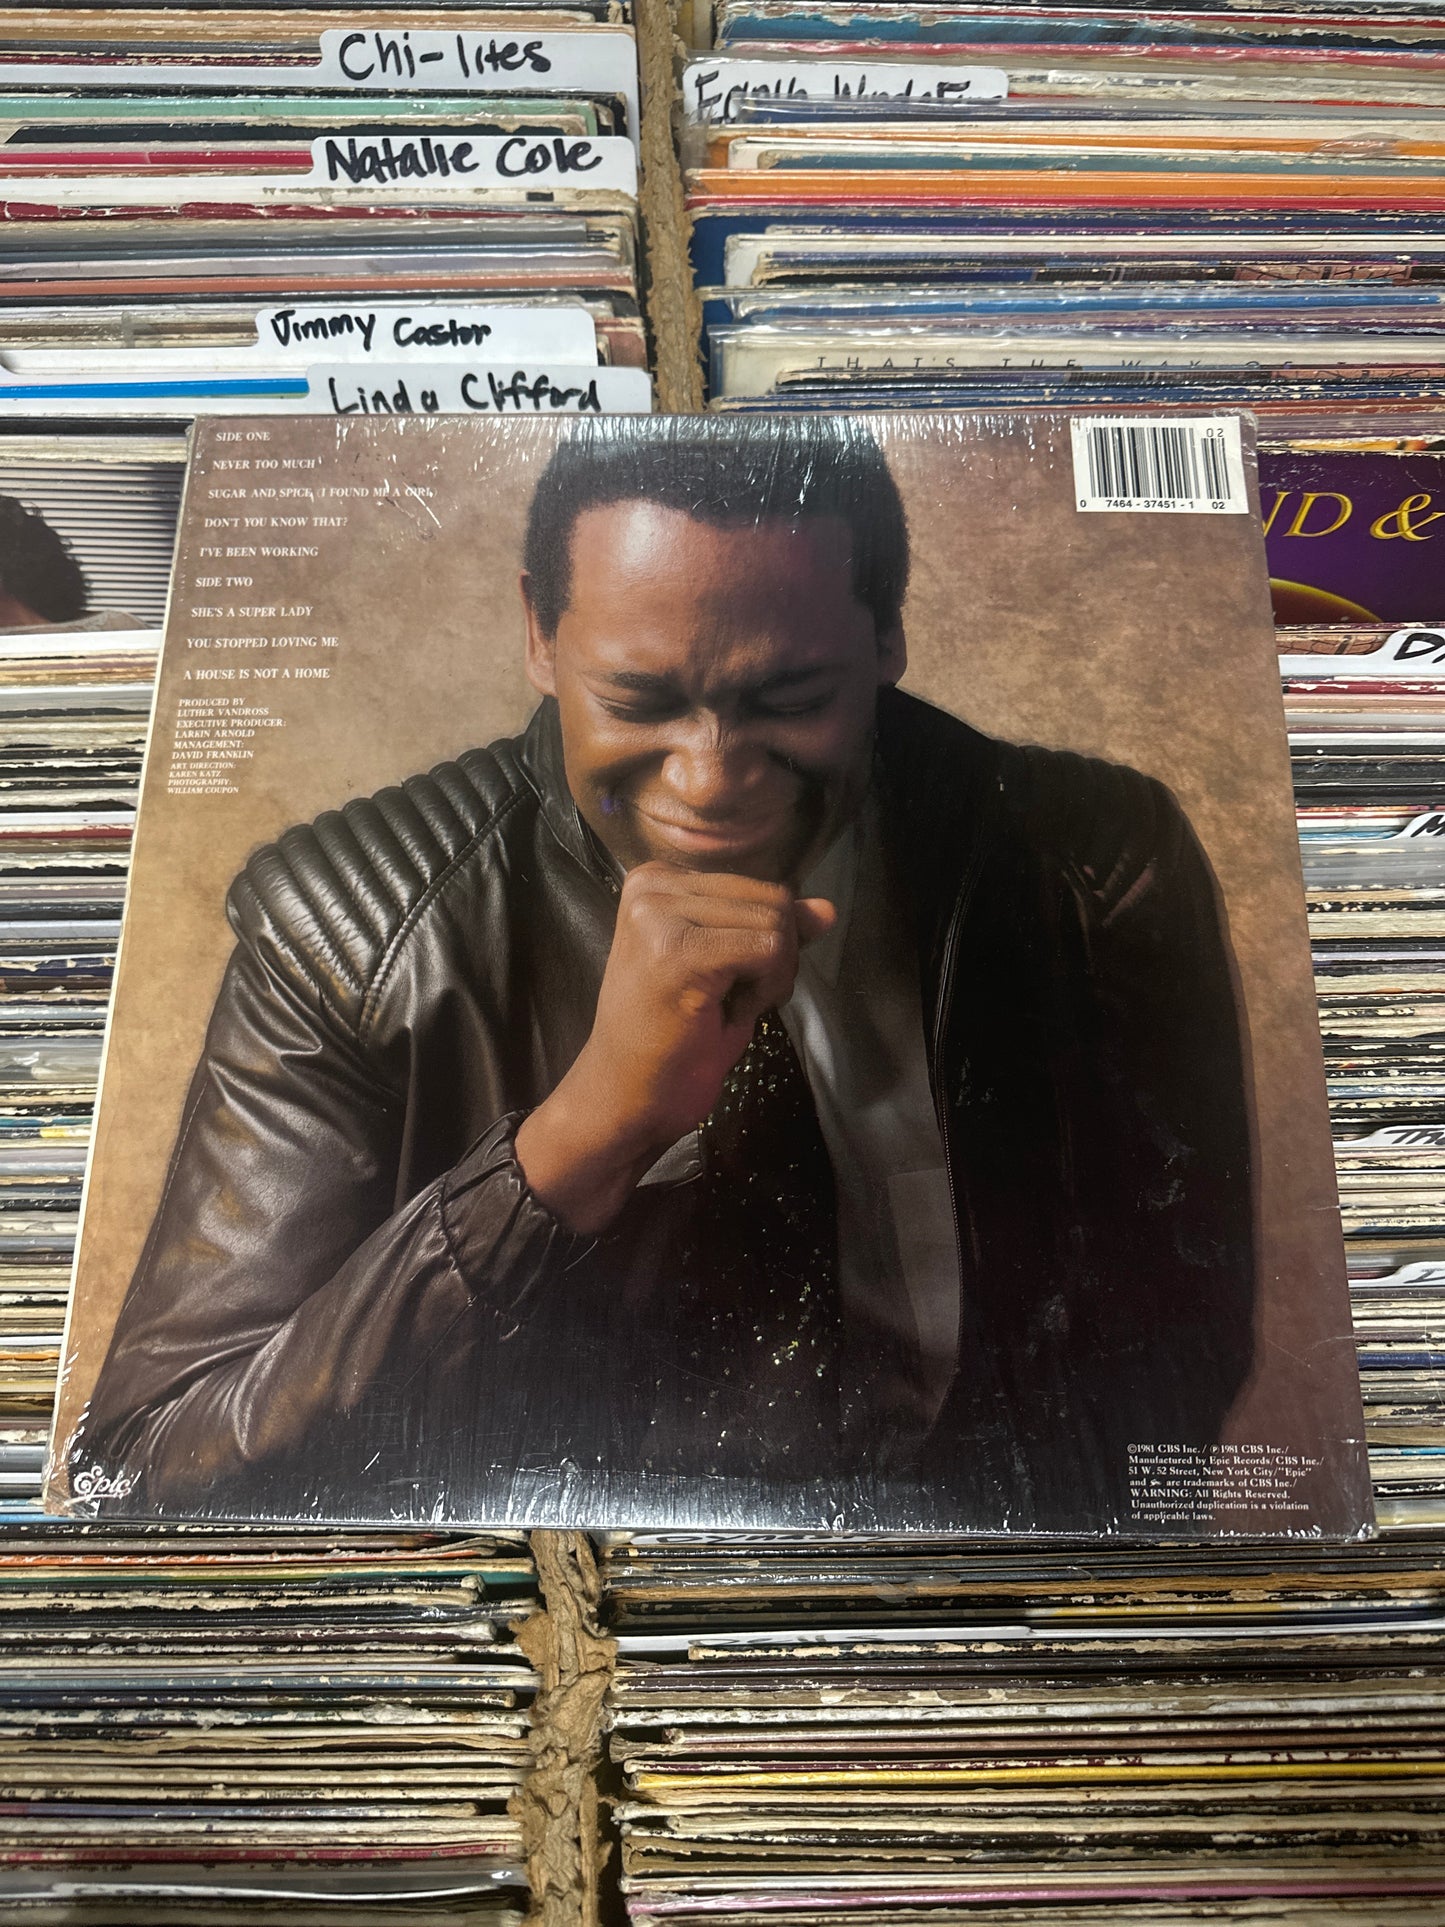 Chi-lites
Natalie Cole
Jimmy Castor
Linda Clifford
THAT'S THE WAY OF
ND &
SIDE ONE
NEVER TOO MUCH
SUGAR AND SPICE (I FOUND ME A GIRL)
DON'T YOU KNOW THAT?
I'VE BEEN WORKING
SIDE TWO
SHE'S A SUPER LADY
YOU STOPPED LOVING ME
A HOUSE IS NOT A HOME
PRODUCED BY
LUTHER VANDROSS
EXECUTIVE PRODUCER:
LARKIN ARNOLD
MANAGEMENT:
DAVID FRANKLIN
ART DIRECTION:
KAREN KATZ
PHOTOGRAPHY:
WILLIAM COUPON
02
0 7464-37451-1 02
Epic
©1981 CBS Inc./ ℗ 1981 CBS Inc./
Manufactured by Epic Records/CBS Inc./
51 W. 52 Street, New York City/"Epic"
and are trademarks of CBS Inc./
WARNING: All Rights Reserved.
Unauthorized duplication is a violation
of applicable laws.